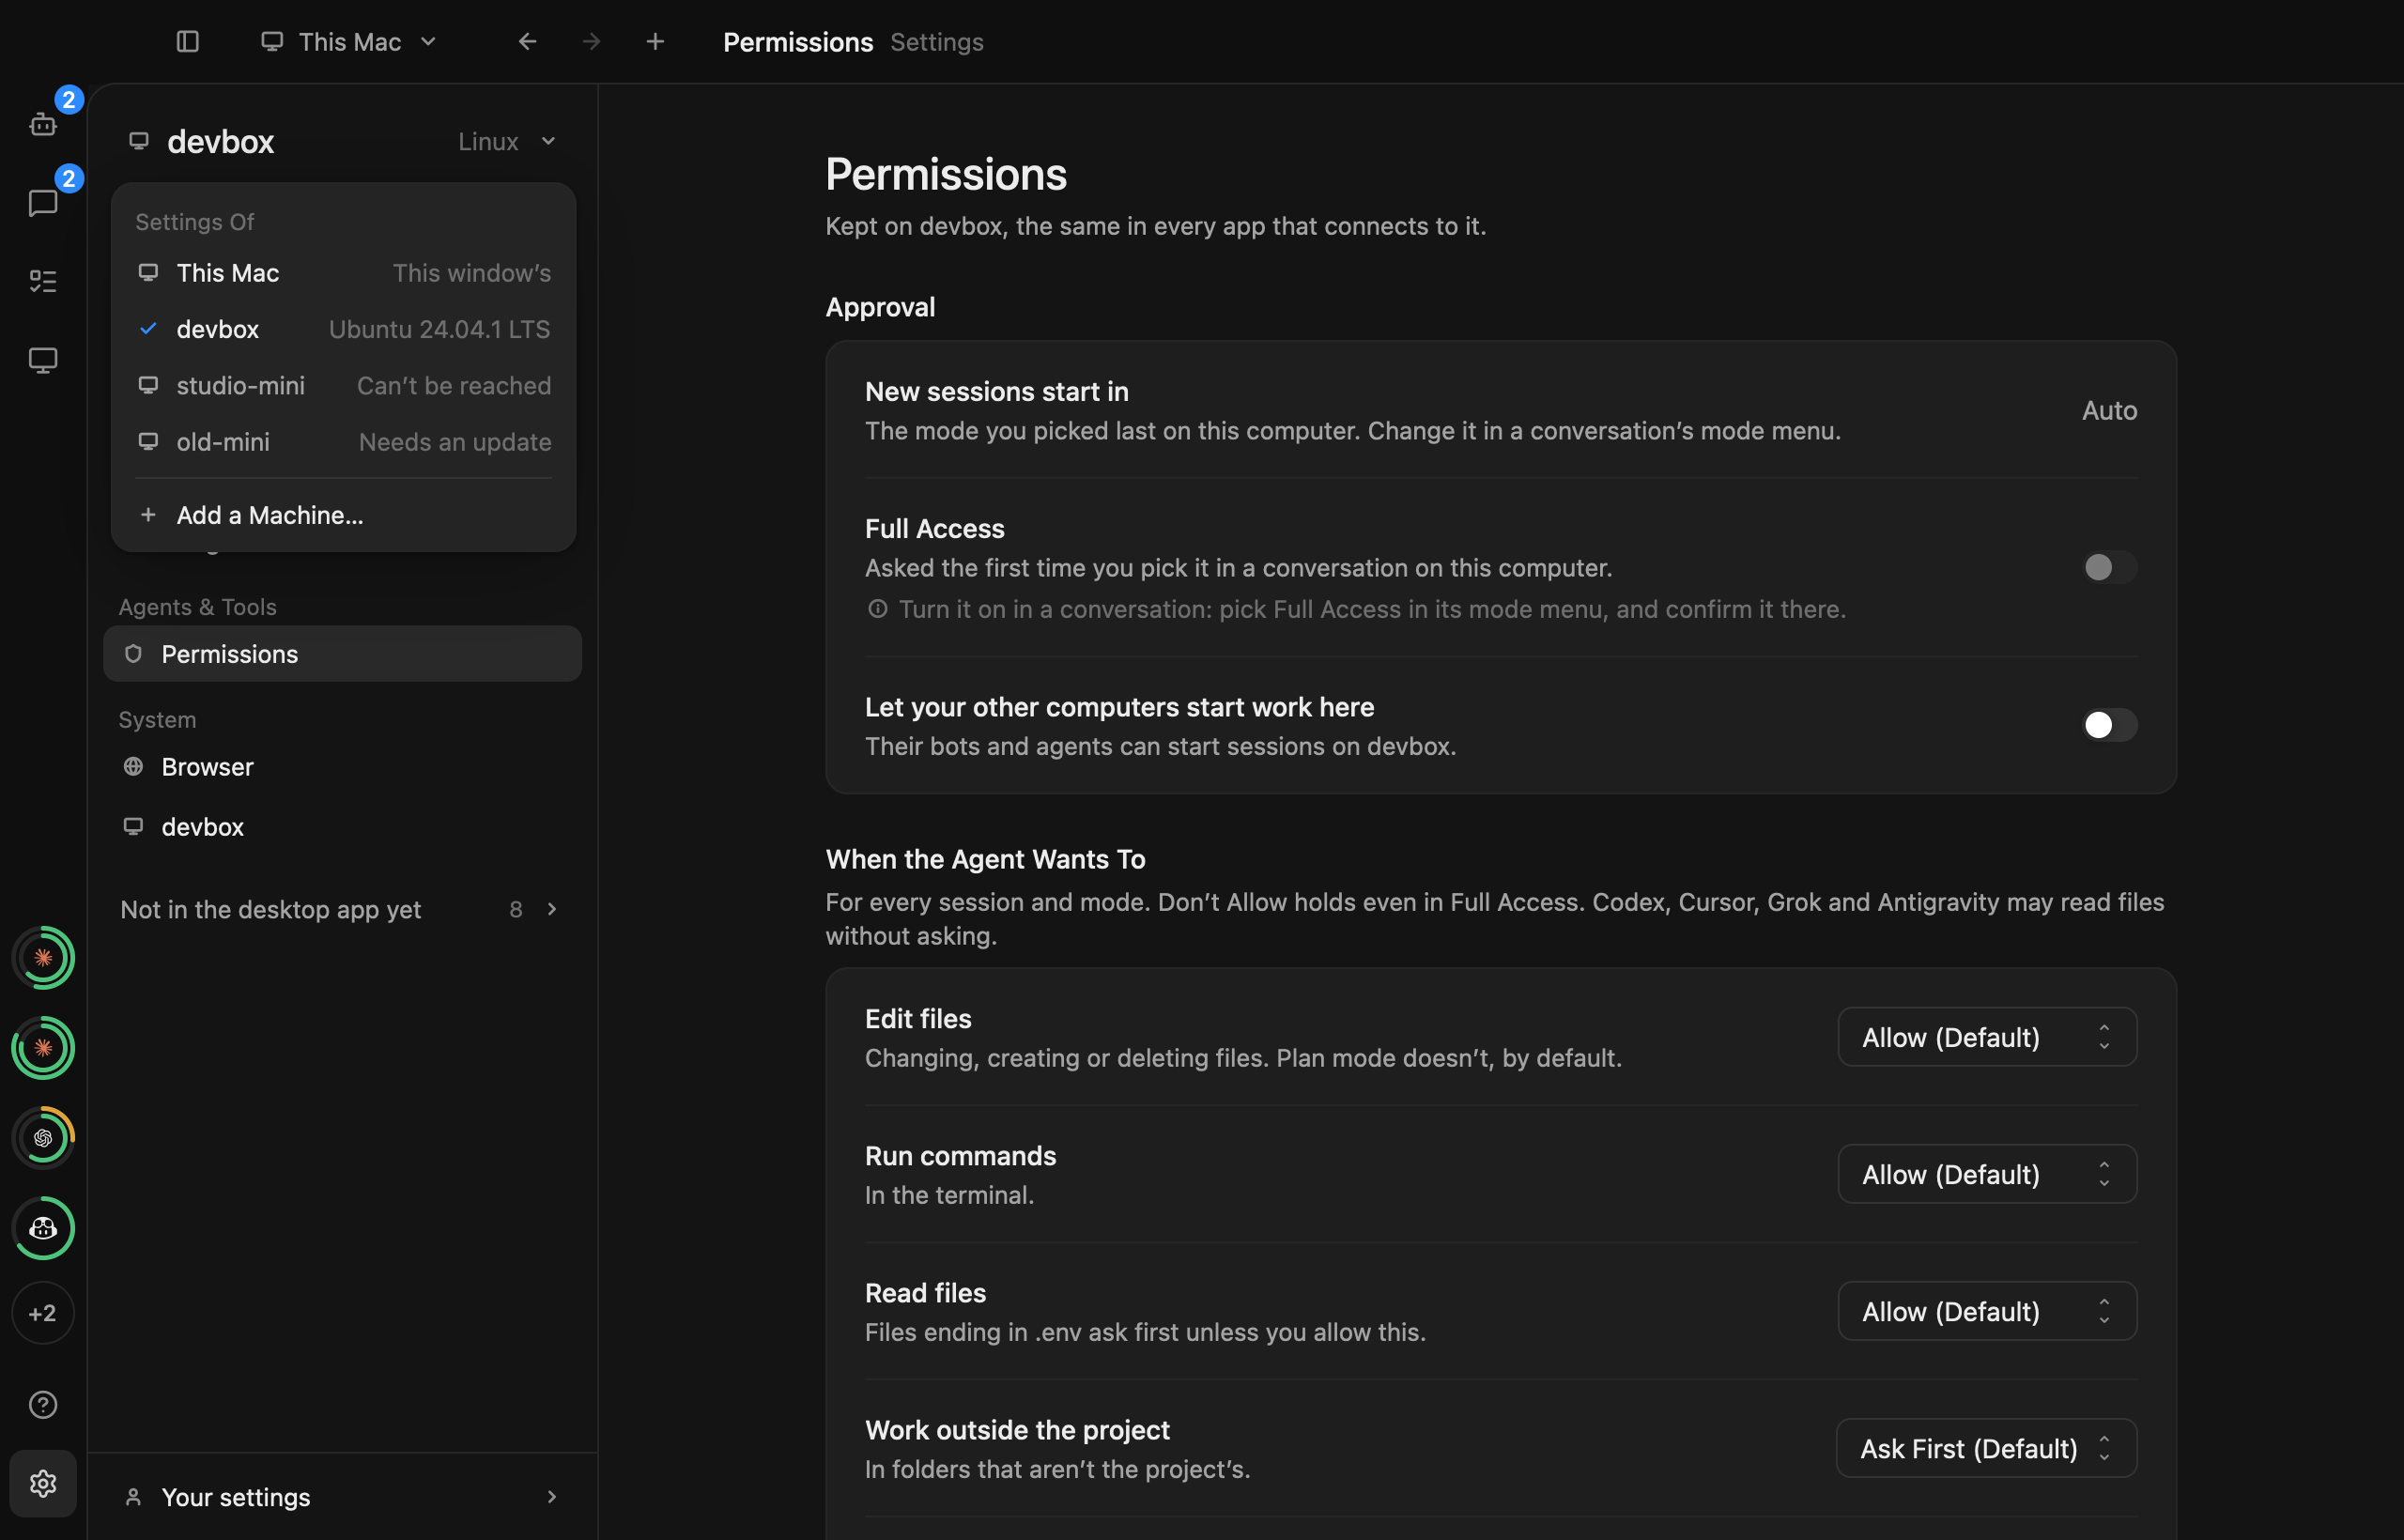 This Mac
Permissions Settings
2
2
devbox
Linux
Settings Of
This Mac This window’s
devbox Ubuntu 24.04.1 LTS
studio-mini Can’t be reached
old-mini Needs an update
Add a Machine...
Agents & Tools
Permissions
System
Browser
devbox
Not in the desktop app yet 8
+2
Your settings
Permissions
Kept on devbox, the same in every app that connects to it.
Approval
New sessions start in
The mode you picked last on this computer. Change it in a conversation’s mode menu.
Auto
Full Access
Asked the first time you pick it in a conversation on this computer.
Turn it on in a conversation: pick Full Access in its mode menu, and confirm it there.
Let your other computers start work here
Their bots and agents can start sessions on devbox.
When the Agent Wants To
For every session and mode. Don’t Allow holds even in Full Access. Codex, Cursor, Grok and Antigravity may read files
without asking.
Edit files
Changing, creating or deleting files. Plan mode doesn’t, by default.
Allow (Default)
Run commands
In the terminal.
Allow (Default)
Read files
Files ending in .env ask first unless you allow this.
Allow (Default)
Work outside the project
In folders that aren’t the project’s.
Ask First (Default)